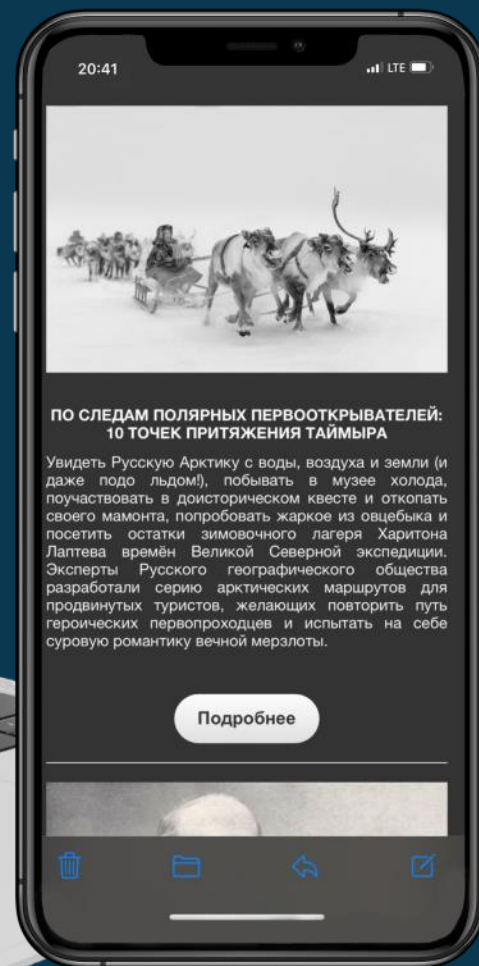 20:41
LTE
ПО СЛЕДАМ ПОЛЯРНЫХ ПЕРВООТКРЫВАТЕЛЕЙ:
10 ТОЧЕК ПРИТЯЖЕНИЯ ТАЙМЫРА
Увидеть Русскую Арктику с воды, воздуха и земли (и
даже подо льдом!), побывать в музее холода,
поучаствовать в доисторическом квесте и откопать
своего мамонта, попробовать жаркое из овцебыка и
посетить остатки зимовочного лагеря Харитона
Лаптева времён Великой Северной экспедиции.
Эксперты Русского географического общества
разработали серию арктических маршрутов для
продвинутых туристов, желающих повторить путь
героических первопроходцев и испытать на себе
суровую романтику вечной мерзлоты.
Подробнее